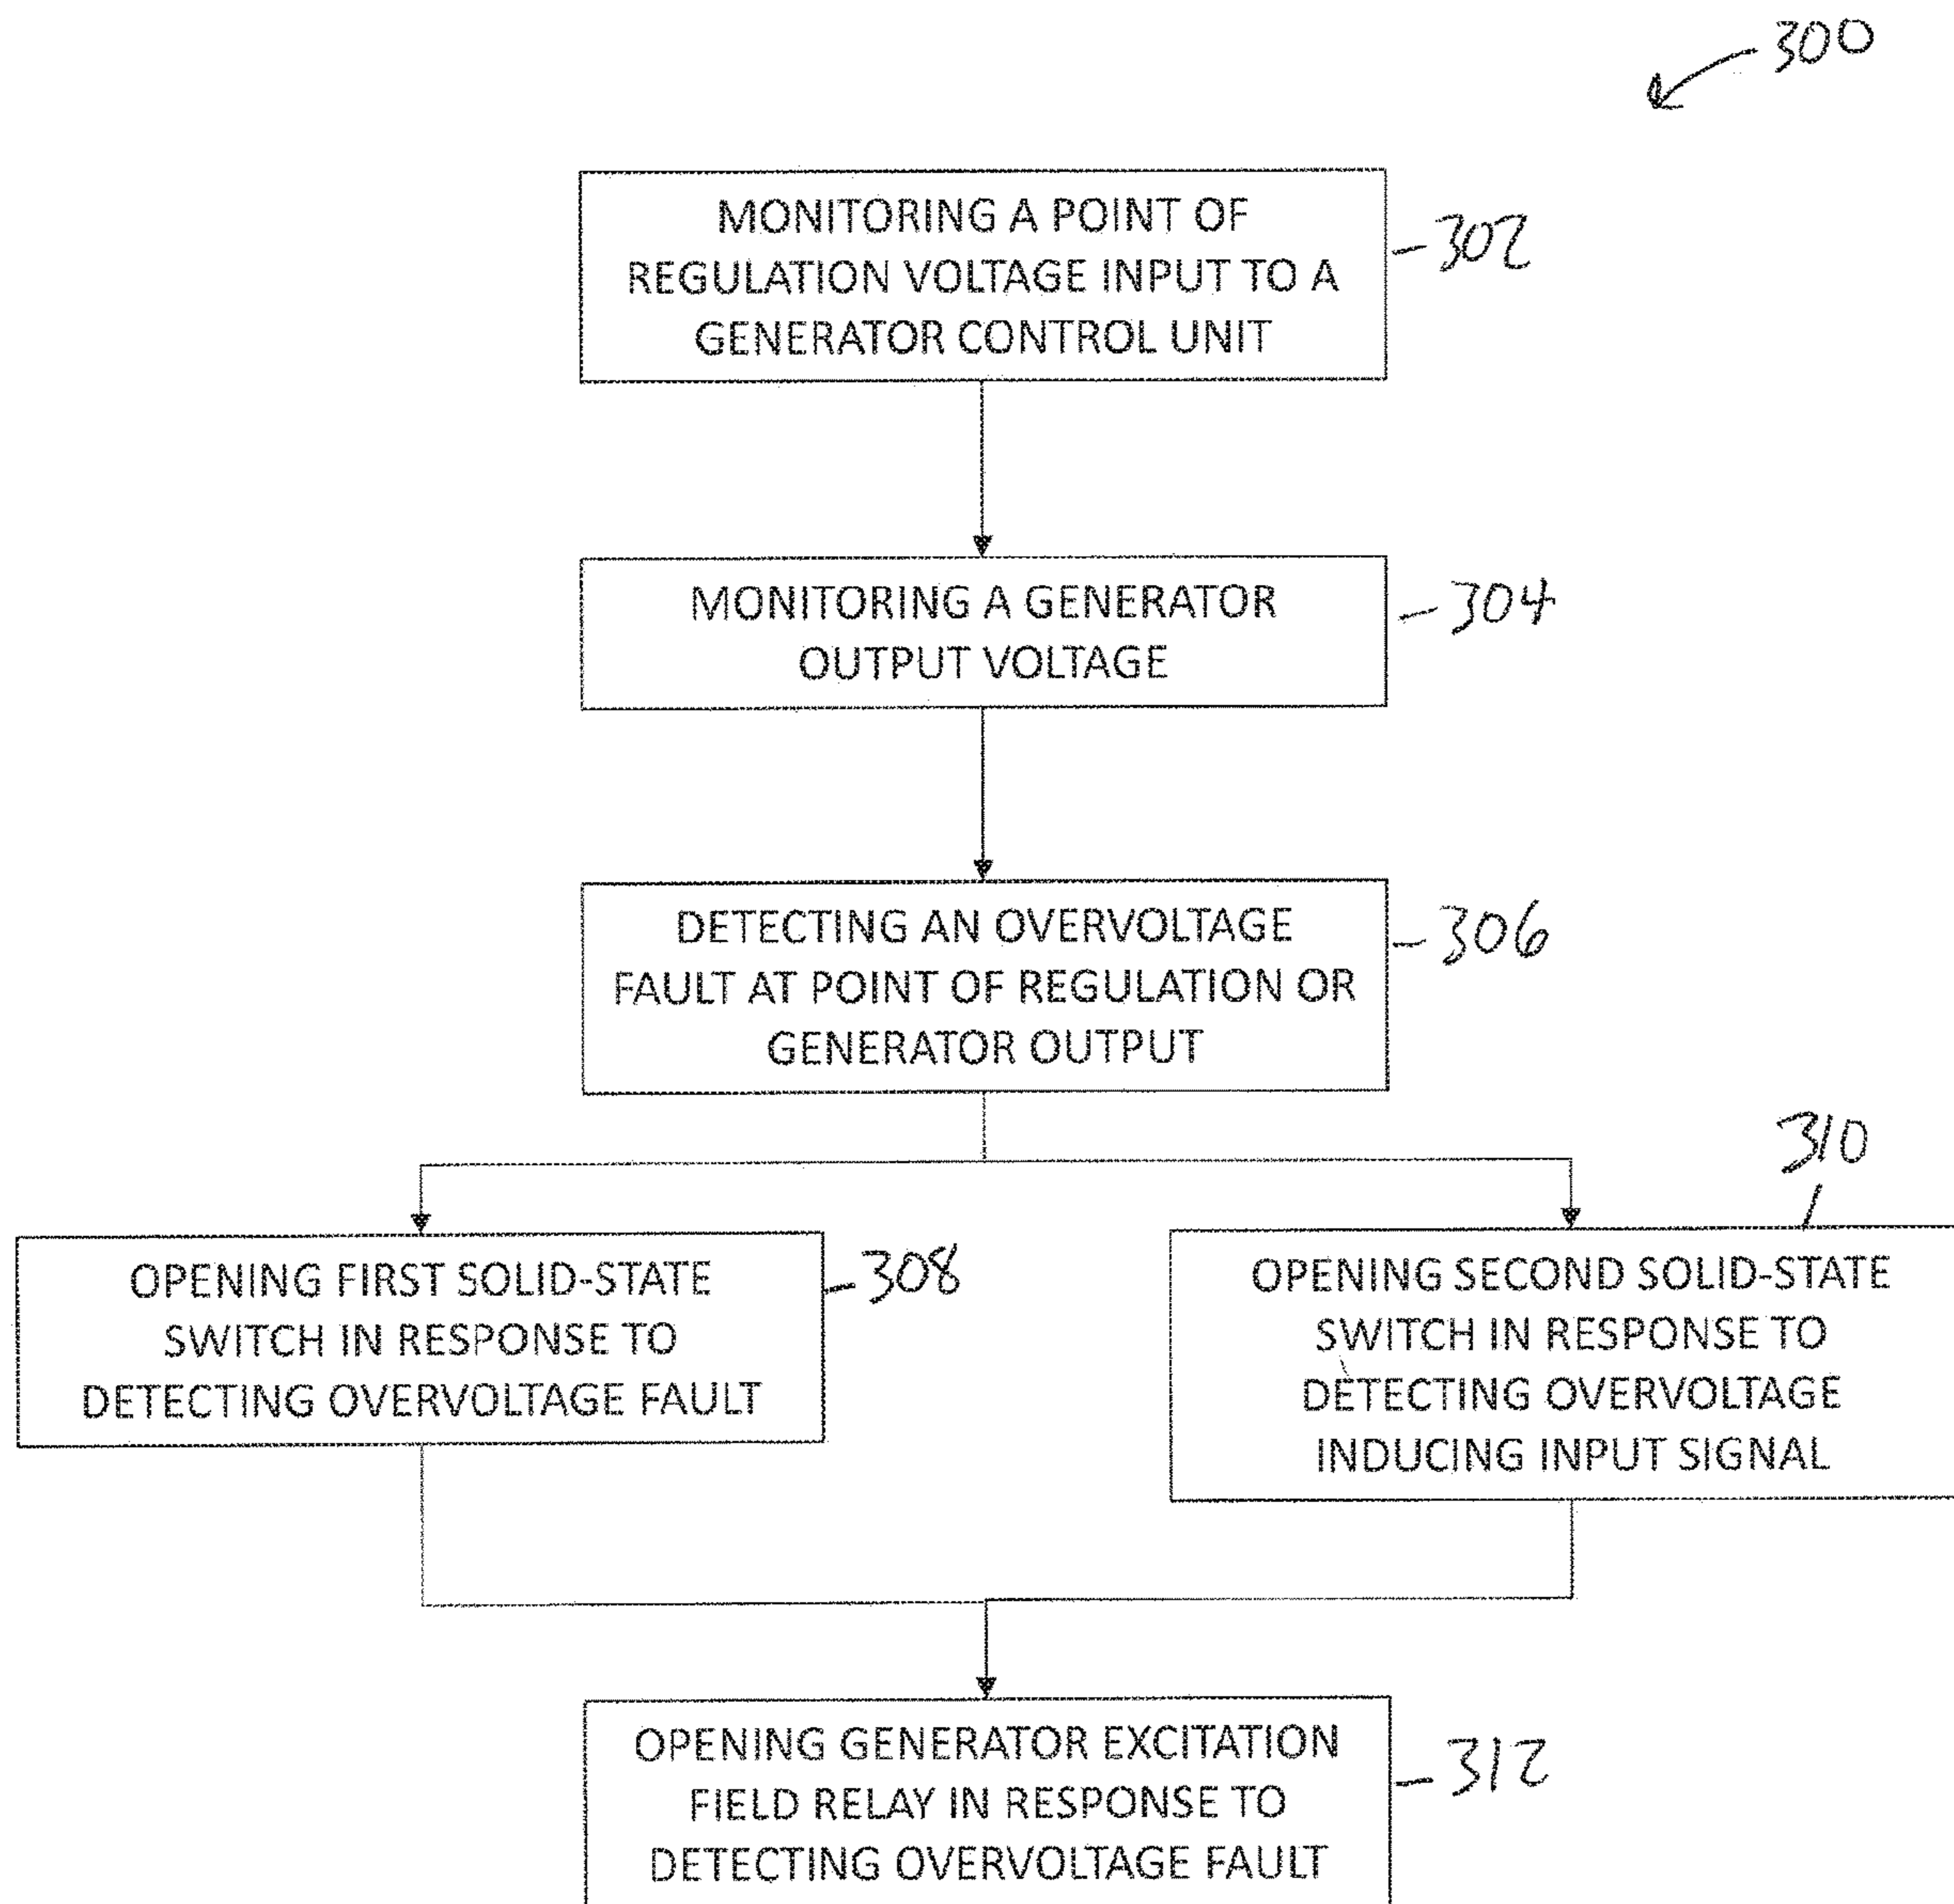 300
MONITORING A POINT OF
REGULATION VOLTAGE INPUT TO A
GENERATOR CONTROL UNIT
302
MONITORING A GENERATOR
OUTPUT VOLTAGE
304
DETECTING AN OVERVOLTAGE
FAULT AT POINT OF REGULATION OR
GENERATOR OUTPUT
306
OPENING FIRST SOLID-STATE
SWITCH IN RESPONSE TO
DETECTING OVERVOLTAGE FAULT
308
310
OPENING SECOND SOLID-STATE
SWITCH IN RESPONSE TO
DETECTING OVERVOLTAGE
INDUCING INPUT SIGNAL
OPENING GENERATOR EXCITATION
FIELD RELAY IN RESPONSE TO
DETECTING OVERVOLTAGE FAULT
312